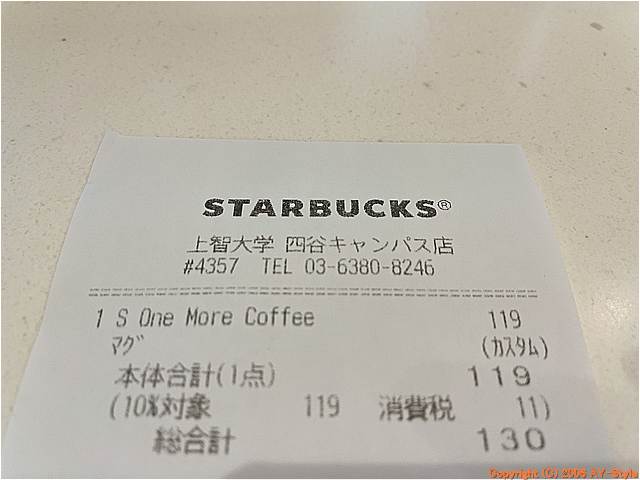 STARBUCKS®
上智大学 四谷キャンパス店
#4357 TEL 03-6380-8246
1 S One More Coffee 119
マグ (カスタム)
本体合計(1点) 119
(10%対象 119 消費税 11)
総合計 130
Copyright (C) 2006 AY-Style